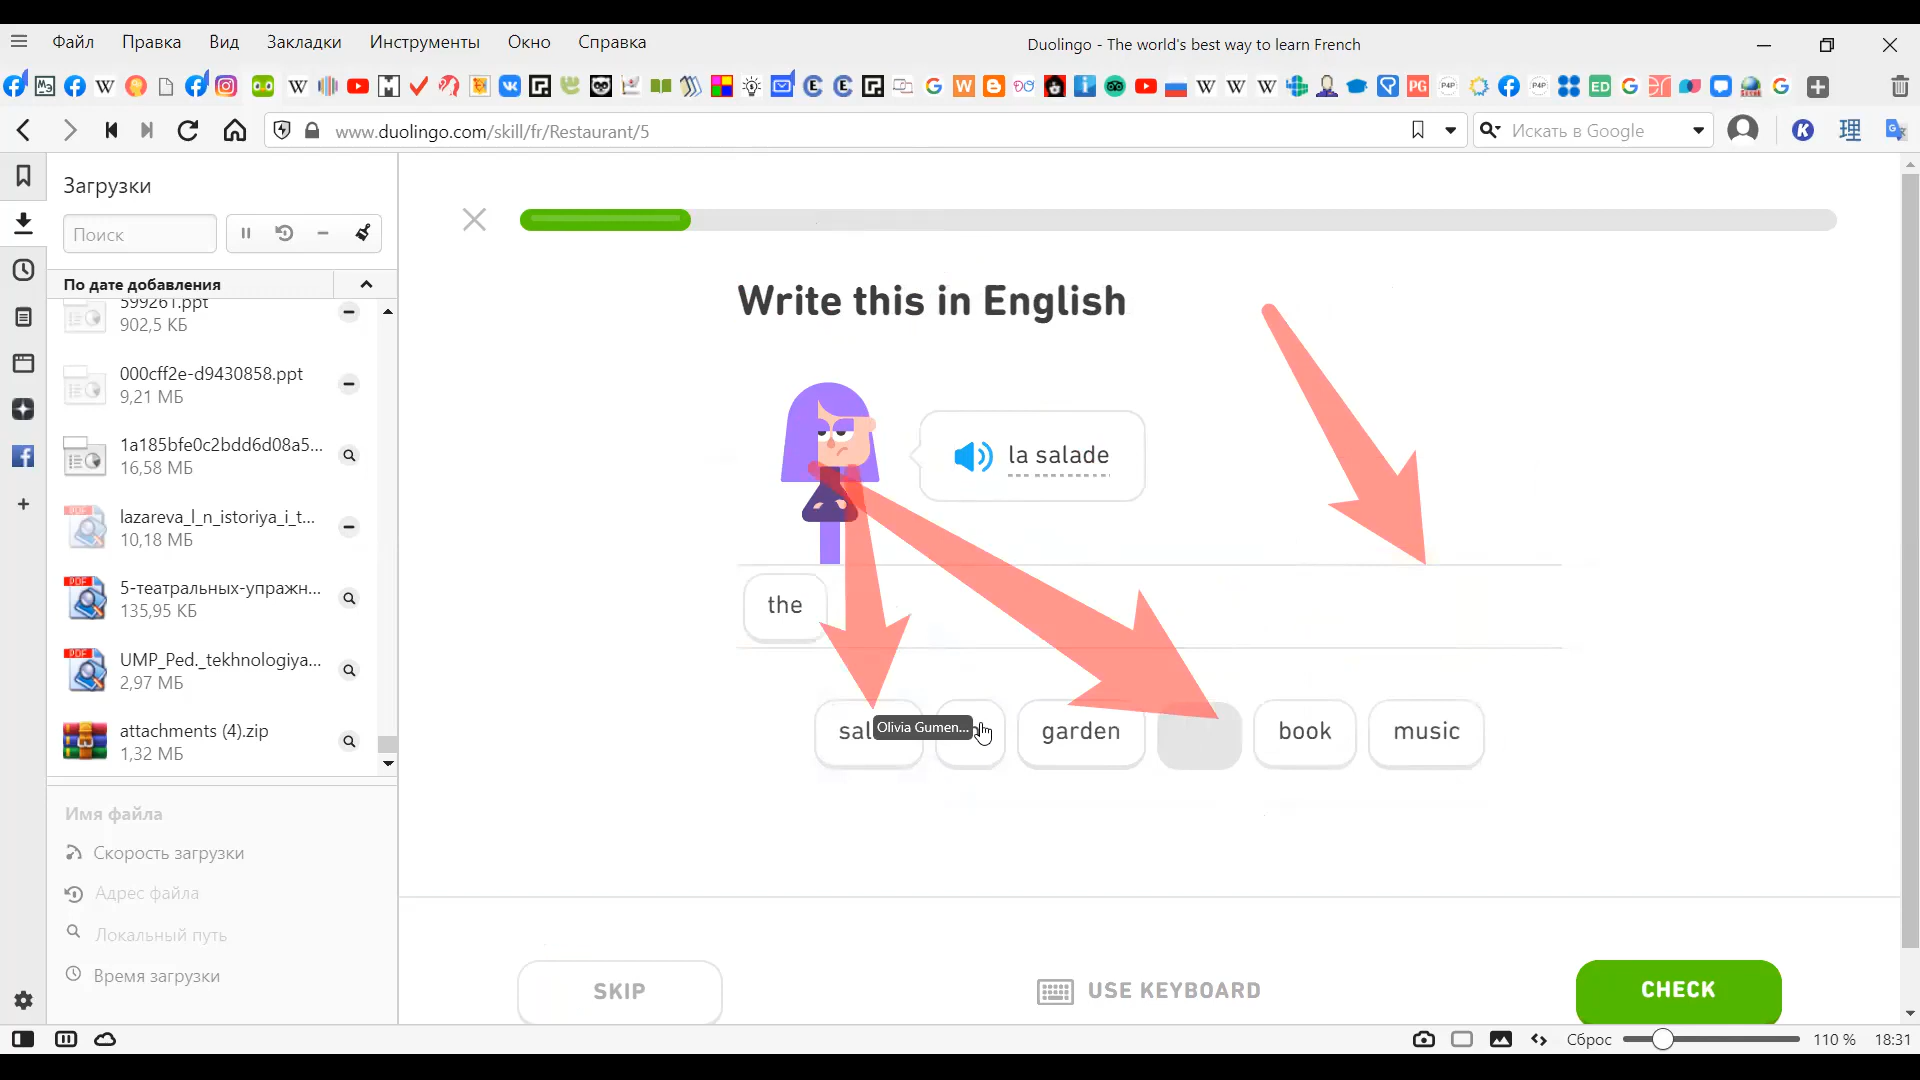 Файл Правка Вид Закладки Инструменты Окно Справка
Duolingo - The world's best way to learn French
www.duolingo.com/skill/fr/Restaurant/5
Искать в Google
Загрузки
Поиск
По дате добавления
599261.ppt
902,5 КБ
000cff2e-d9430858.ppt
9,21 МБ
1a185bfe0c2bdd6d08a5...
16,58 МБ
lazareva_l_n_istoriya_i_t...
10,18 МБ
5-театральных-упражн...
135,95 КБ
UMP_Ped._tekhnologiya...
2,97 МБ
attachments (4).zip
1,32 МБ
Имя файла
Скорость загрузки
Адрес файла
Локальный путь
Время загрузки
Write this in English
la salade
the
Olivia Gumen...
garden book music
SKIP
USE KEYBOARD
CHECK
Сброс
110 %
18:31